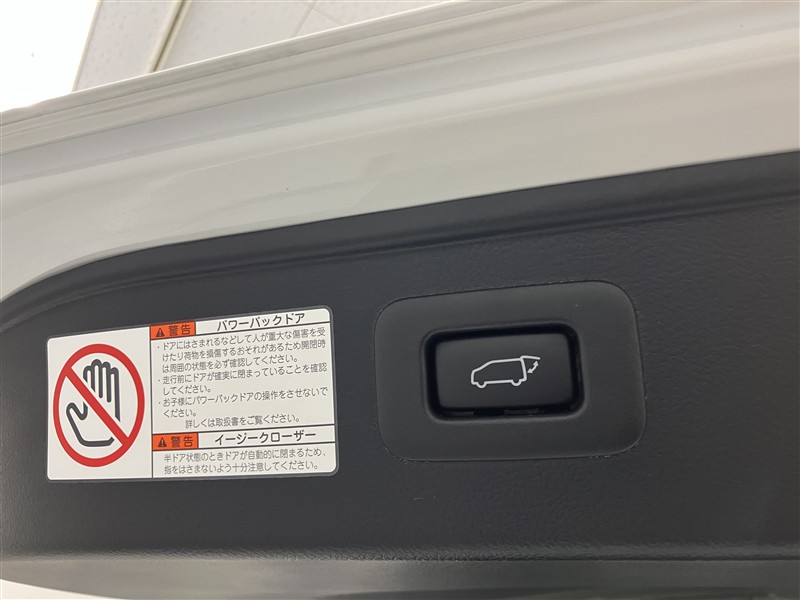 警告 パワーバックドア
・ドアにはさまれるなどして人が重大な傷害を受
けたり荷物を損傷するおそれがあるため開閉時
は周囲の状態を必ず確認してください。
・走行前にドアが確実に閉まっていることを確認
してください。
・お子様にパワーバックドアの操作をさせないで
ください。
詳しくは取扱書をご覧ください。
警告 イージークローザー
半ドア状態のときドアが自動的に閉まるため、
指をはさまないよう十分注意してください。